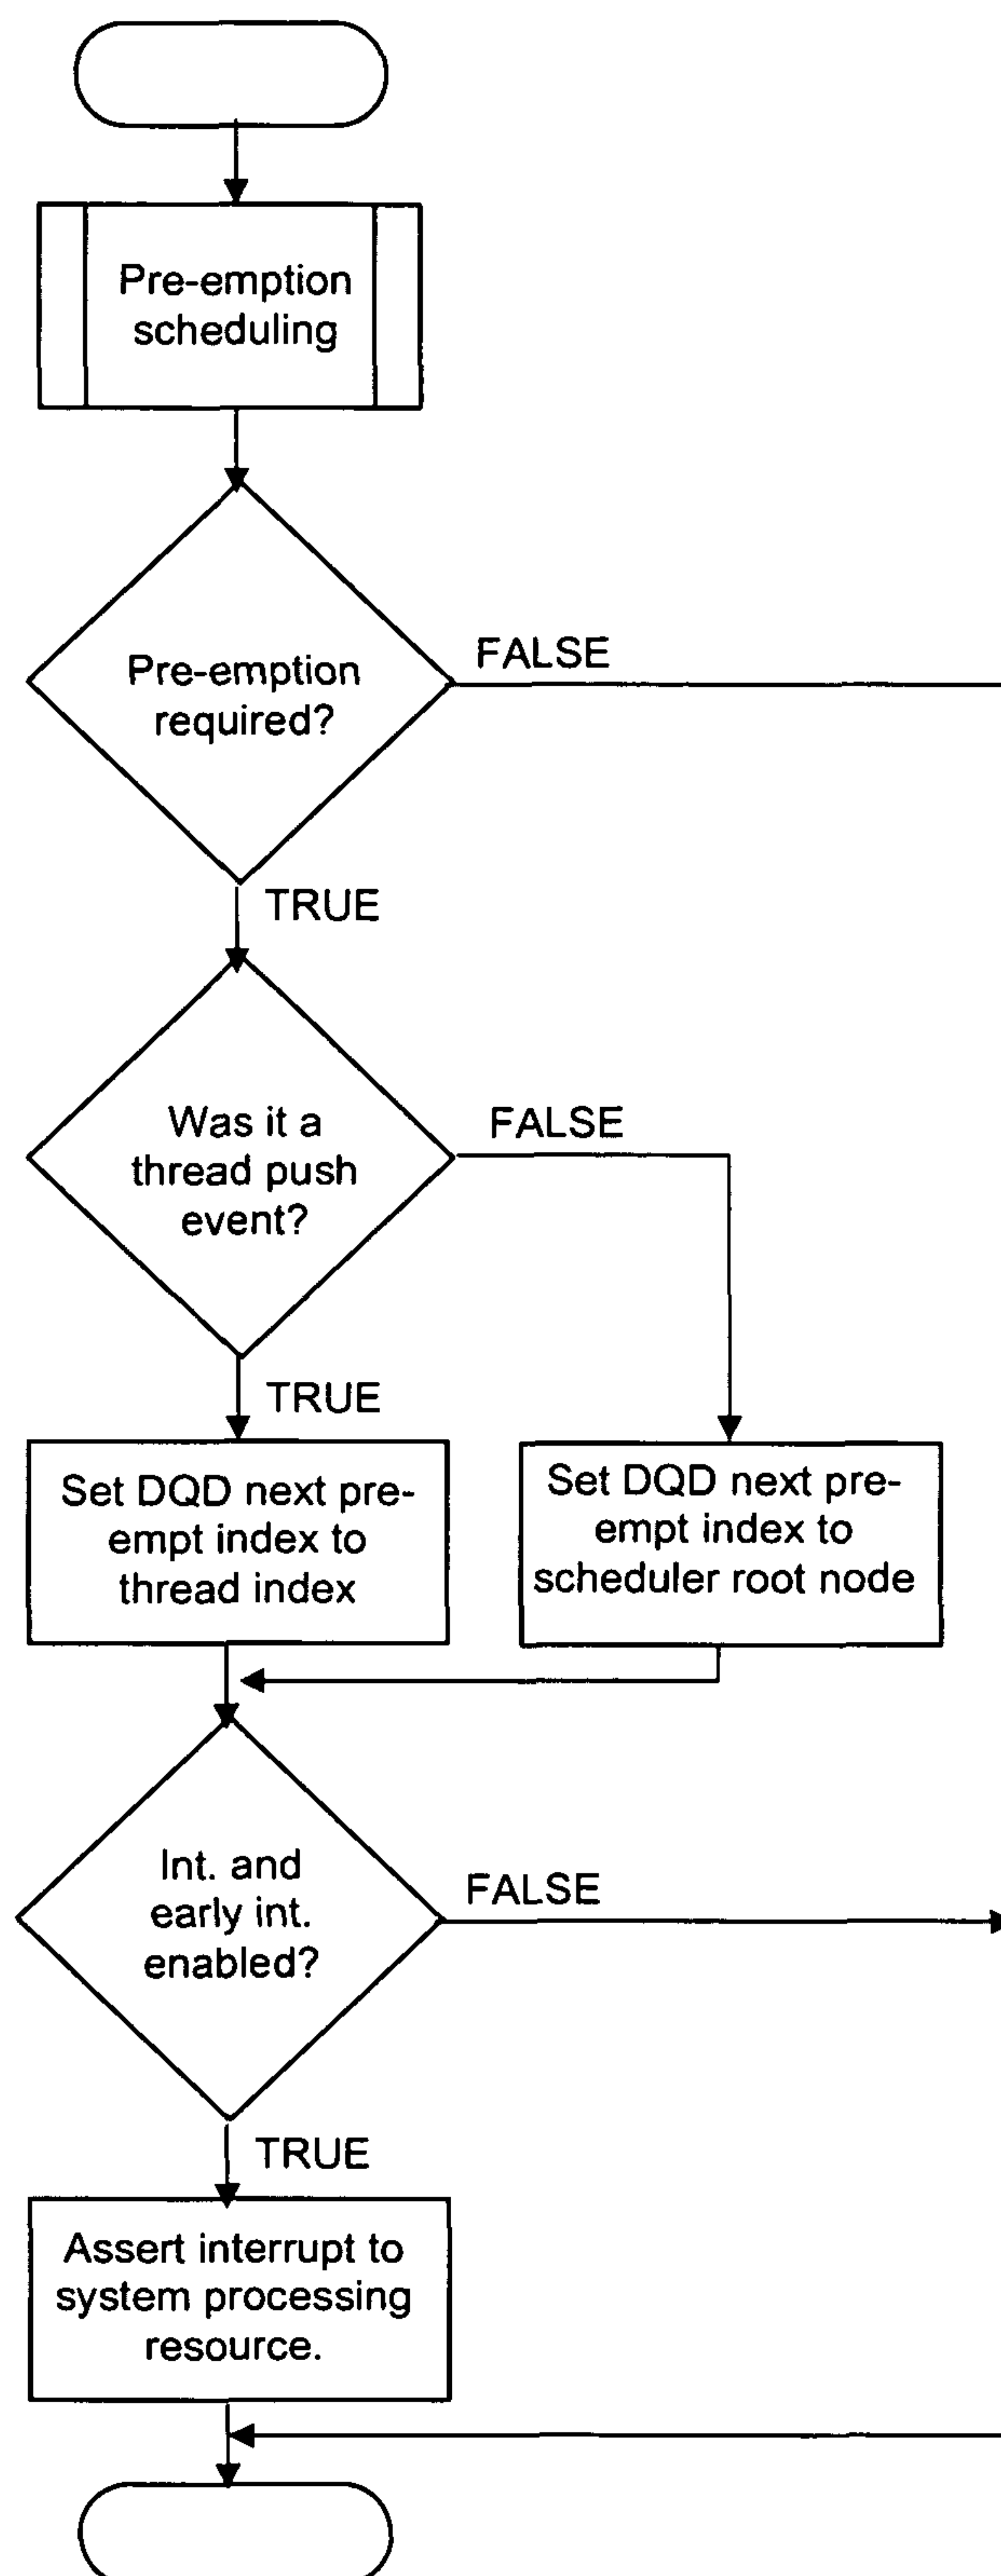 Pre-emption
scheduling
Pre-emption
required?
FALSE
TRUE
Was it a
thread push
event?
FALSE
TRUE
Set DQD next pre-
empt index to
thread index
Set DQD next pre-
empt index to
scheduler root node
Int. and
early int.
enabled?
FALSE
TRUE
Assert interrupt to
system processing
resource.